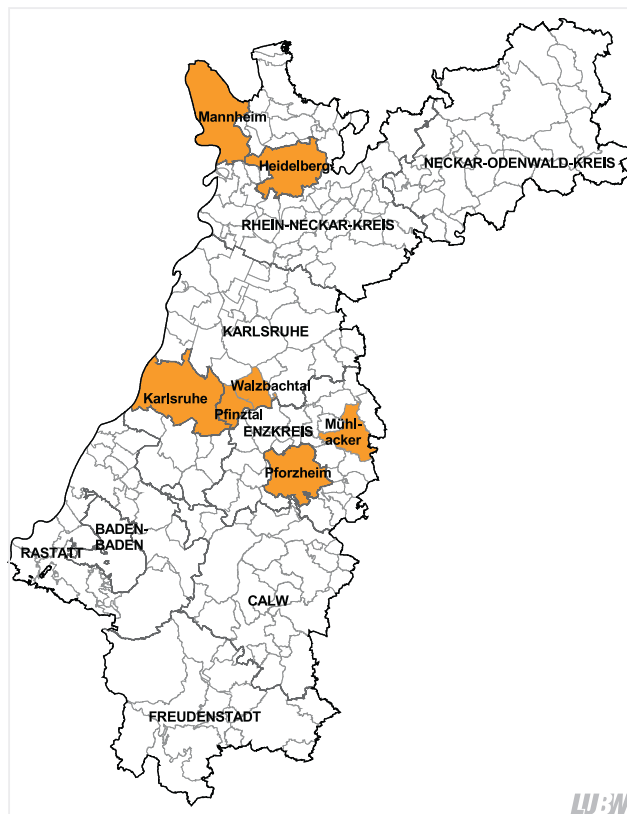 Mannheim
Heidelberg
NECKAR-ODENWALD-KREIS
RHEIN-NECKAR-KREIS
KARLSRUHE
Walzbachtal
Karlsruhe
Pfinztal
ENZKREIS
Mühl-
acker
Pforzheim
BADEN-
BADEN
RASTATT
CALW
FREUDENSTADT
LUBW